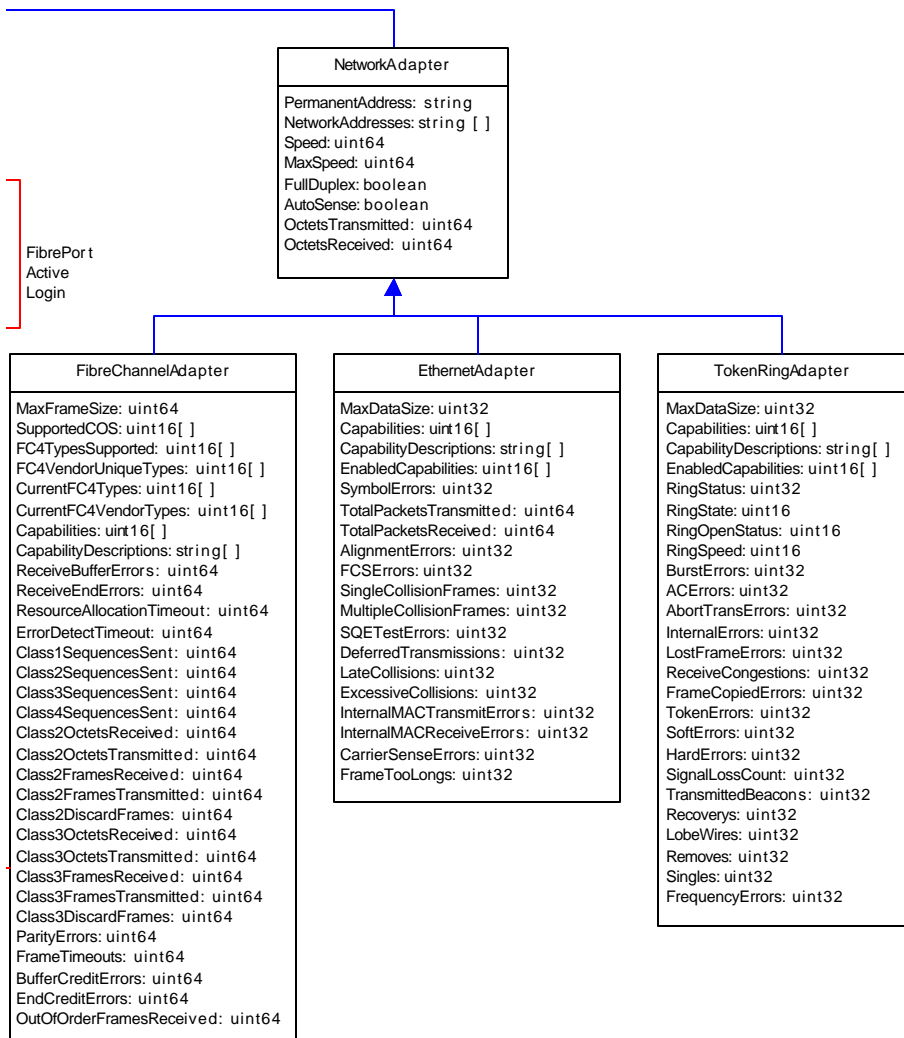 NetworkAdapter
PermanentAddress: string
NetworkAddresses: string [ ]
Speed: uint64
MaxSpeed: uint64
FullDuplex: boolean
AutoSense: boolean
OctetsTransmitted: uint64
OctetsReceived: uint64
FibrePort
Active
Login
FibreChannelAdapter
MaxFrameSize: uint64
SupportedCOS: uint16[ ]
FC4TypesSupported: uint16[ ]
FC4VendorUniqueTypes: uint16[ ]
CurrentFC4Types: uint16[ ]
CurrentFC4VendorTypes: uint16[ ]
Capabilities: uint16[ ]
CapabilityDescriptions: string[ ]
ReceiveBufferErrors: uint64
ReceiveEndErrors: uint64
ResourceAllocationTimeout: uint64
ErrorDetectTimeout: uint64
Class1SequencesSent: uint64
Class2SequencesSent: uint64
Class3SequencesSent: uint64
Class4SequencesSent: uint64
Class2OctetsReceived: uint64
Class2OctetsTransmitted: uint64
Class2FramesReceived: uint64
Class2FramesTransmitted: uint64
Class2DiscardFrames: uint64
Class3OctetsReceived: uint64
Class3OctetsTransmitted: uint64
Class3FramesReceived: uint64
Class3FramesTransmitted: uint64
Class3DiscardFrames: uint64
ParityErrors: uint64
FrameTimeouts: uint64
BufferCreditErrors: uint64
EndCreditErrors: uint64
OutOfOrderFramesReceived: uint64
EthernetAdapter
MaxDataSize: uint32
Capabilities: uint16[ ]
CapabilityDescriptions: string[ ]
EnabledCapabilities: uint16[ ]
SymbolErrors: uint32
TotalPacketsTransmitted: uint64
TotalPacketsReceived: uint64
AlignmentErrors: uint32
FCSErrors: uint32
SingleCollisionFrames: uint32
MultipleCollisionFrames: uint32
SQETestErrors: uint32
DeferredTransmissions: uint32
LateCollisions: uint32
ExcessiveCollisions: uint32
InternalMACTransmitErrors: uint32
InternalMACReceiveErrors: uint32
CarrierSenseErrors: uint32
FrameTooLongs: uint32
TokenRingAdapter
MaxDataSize: uint32
Capabilities: uint16[ ]
CapabilityDescriptions: string[ ]
EnabledCapabilities: uint16[ ]
RingStatus: uint32
RingState: uint16
RingOpenStatus: uint16
RingSpeed: uint16
BurstErrors: uint32
ACErrors: uint32
AbortTransErrors: uint32
InternalErrors: uint32
LostFrameErrors: uint32
ReceiveCongestions: uint32
FrameCopiedErrors: uint32
TokenErrors: uint32
SoftErrors: uint32
HardErrors: uint32
SignalLossCount: uint32
TransmittedBeacons: uint32
Recoverys: uint32
LobeWires: uint32
Removes: uint32
Singles: uint32
FrequencyErrors: uint32